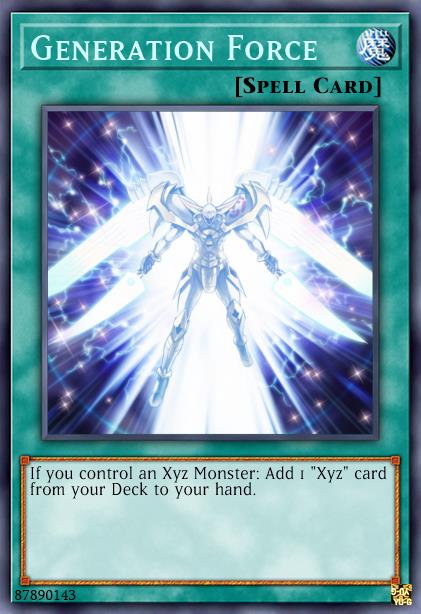 Generation Force
魔
[Spell Card]
If you control an Xyz Monster: Add 1 "Xyz" card
from your Deck to your hand.
87890143